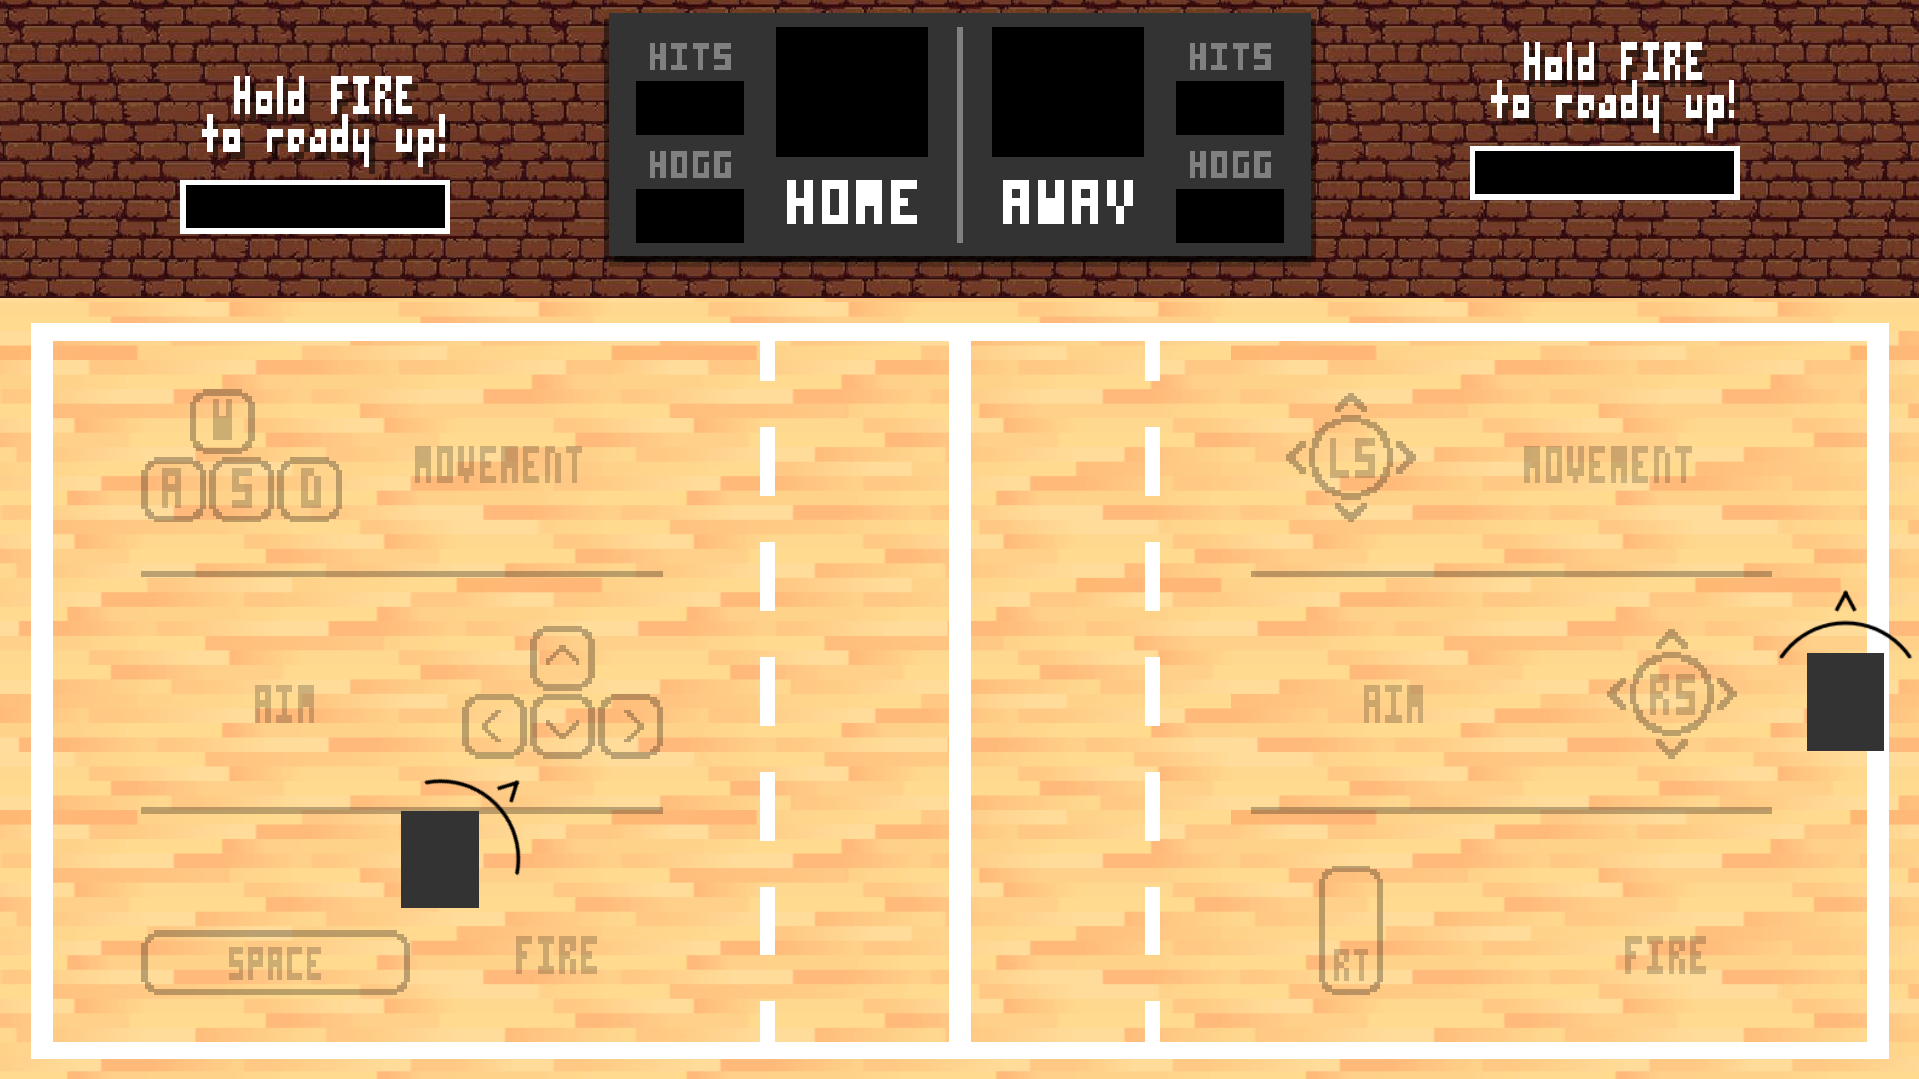 Hold FIRE
to ready up!
HITS
HOGG
HOME
AWAY
HITS
HOGG
Hold FIRE
to ready up!
W
A S D
MOVEMENT
AIM
SPACE
FIRE
LS
MOVEMENT
AIM
RS
RT
FIRE